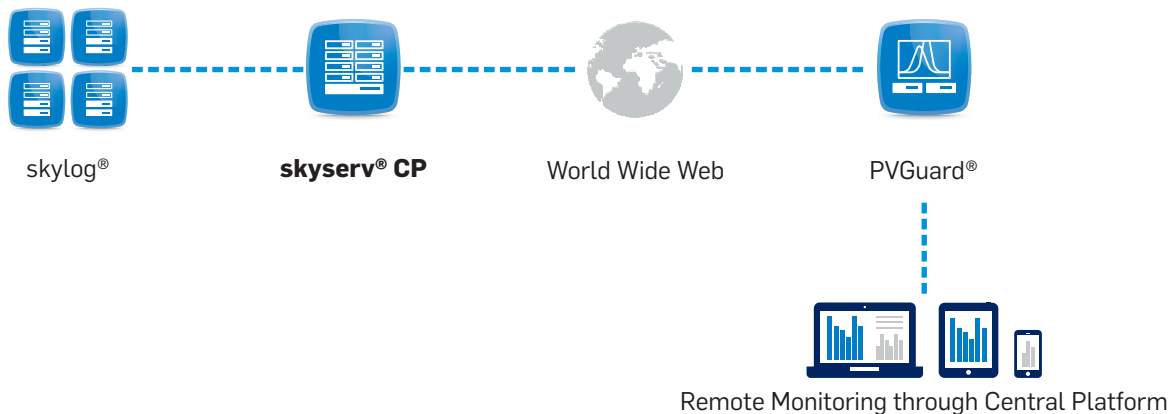 skylog®
skyserv® CP
World Wide Web
PVGuard®
Remote Monitoring through Central Platform